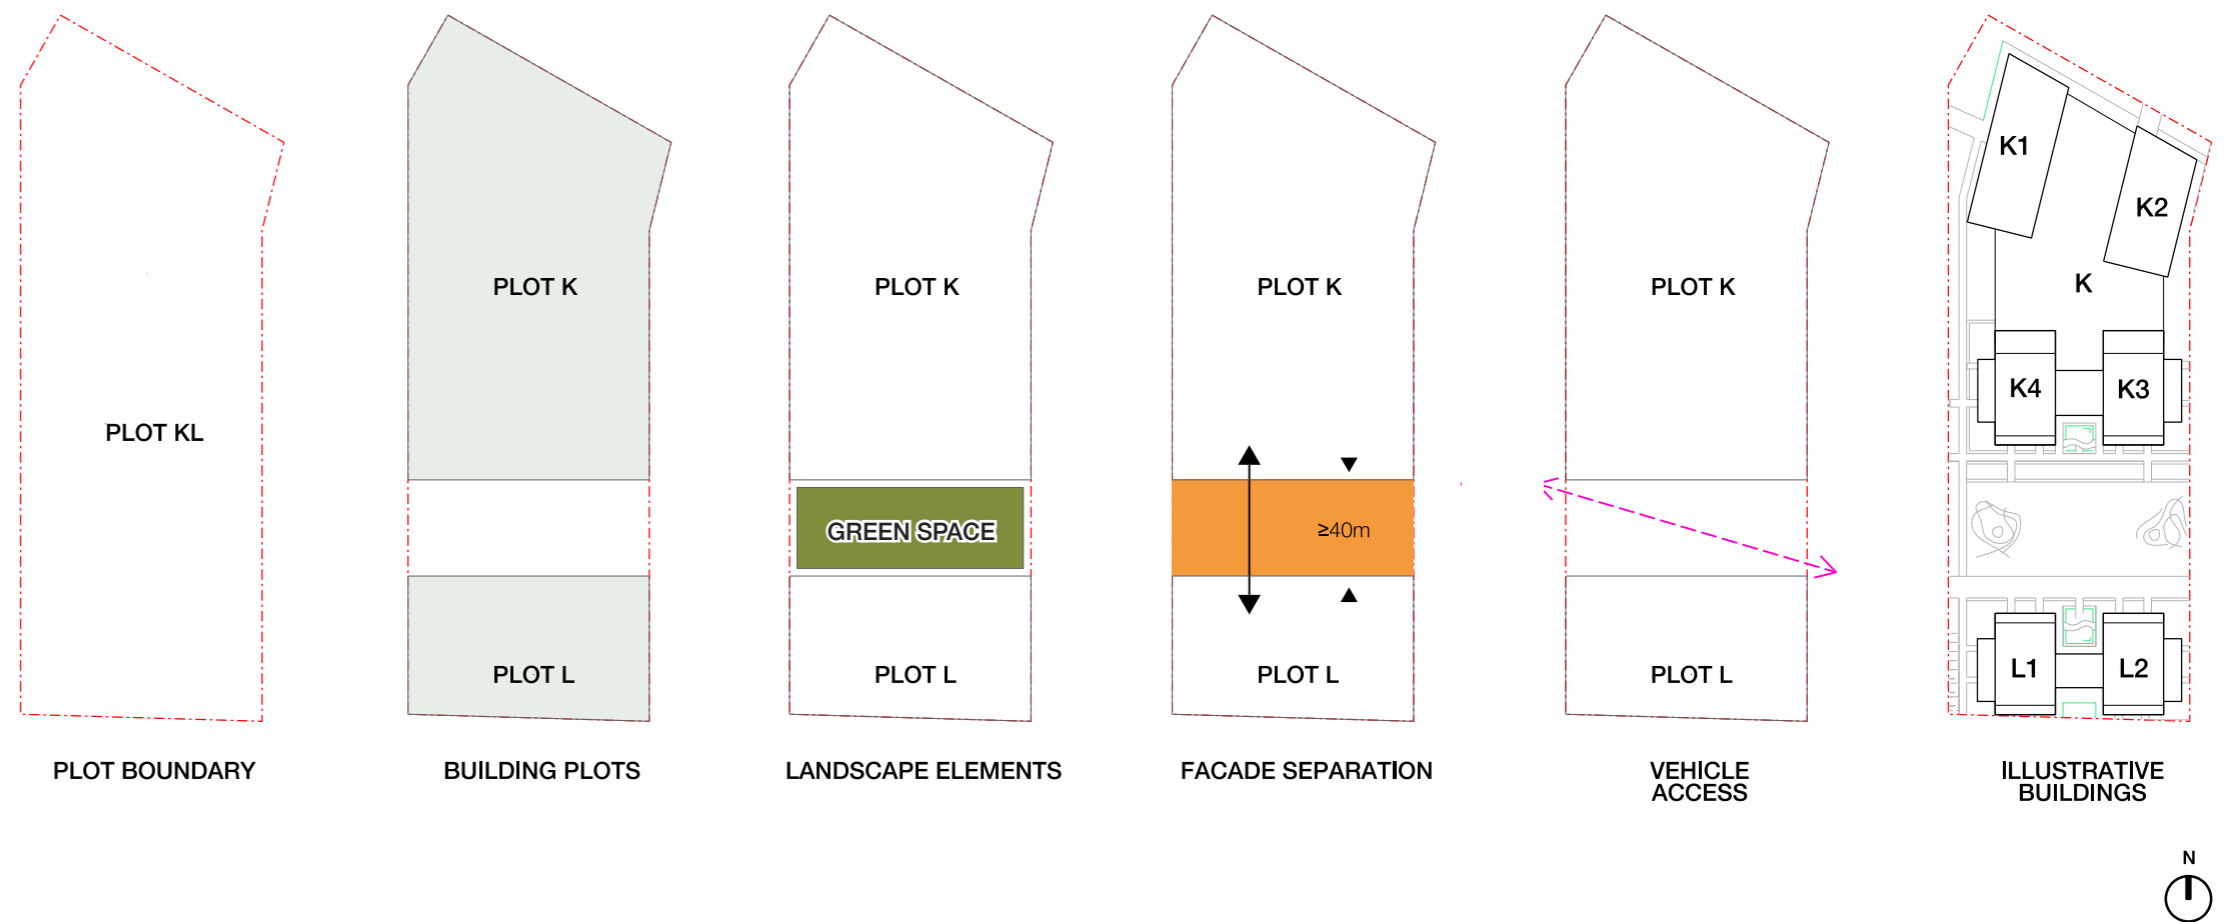 PLOT KL
PLOT BOUNDARY
PLOT K
PLOT L
BUILDING PLOTS
PLOT K
GREEN SPACE
PLOT L
LANDSCAPE ELEMENTS
PLOT K
≥40m
PLOT L
FACADE SEPARATION
PLOT K
PLOT L
VEHICLE
ACCESS
K1
K2
K
K4
K3
L1
L2
ILLUSTRATIVE
BUILDINGS
N